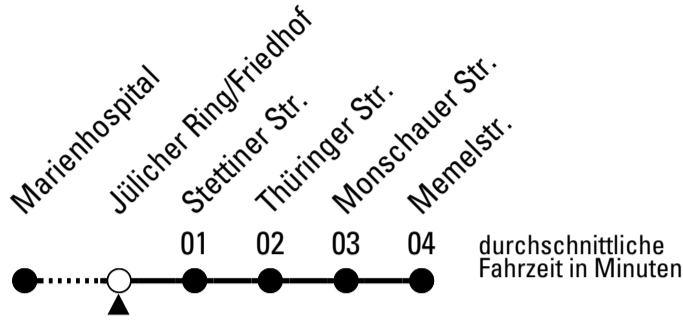 Marienhospital
Jülicher Ring/Friedhof
Stettiner Str.
Thüringer Str.
Monschauer Str.
Memelstr.
01 02 03 04
durchschnittliche
Fahrzeit in Minuten